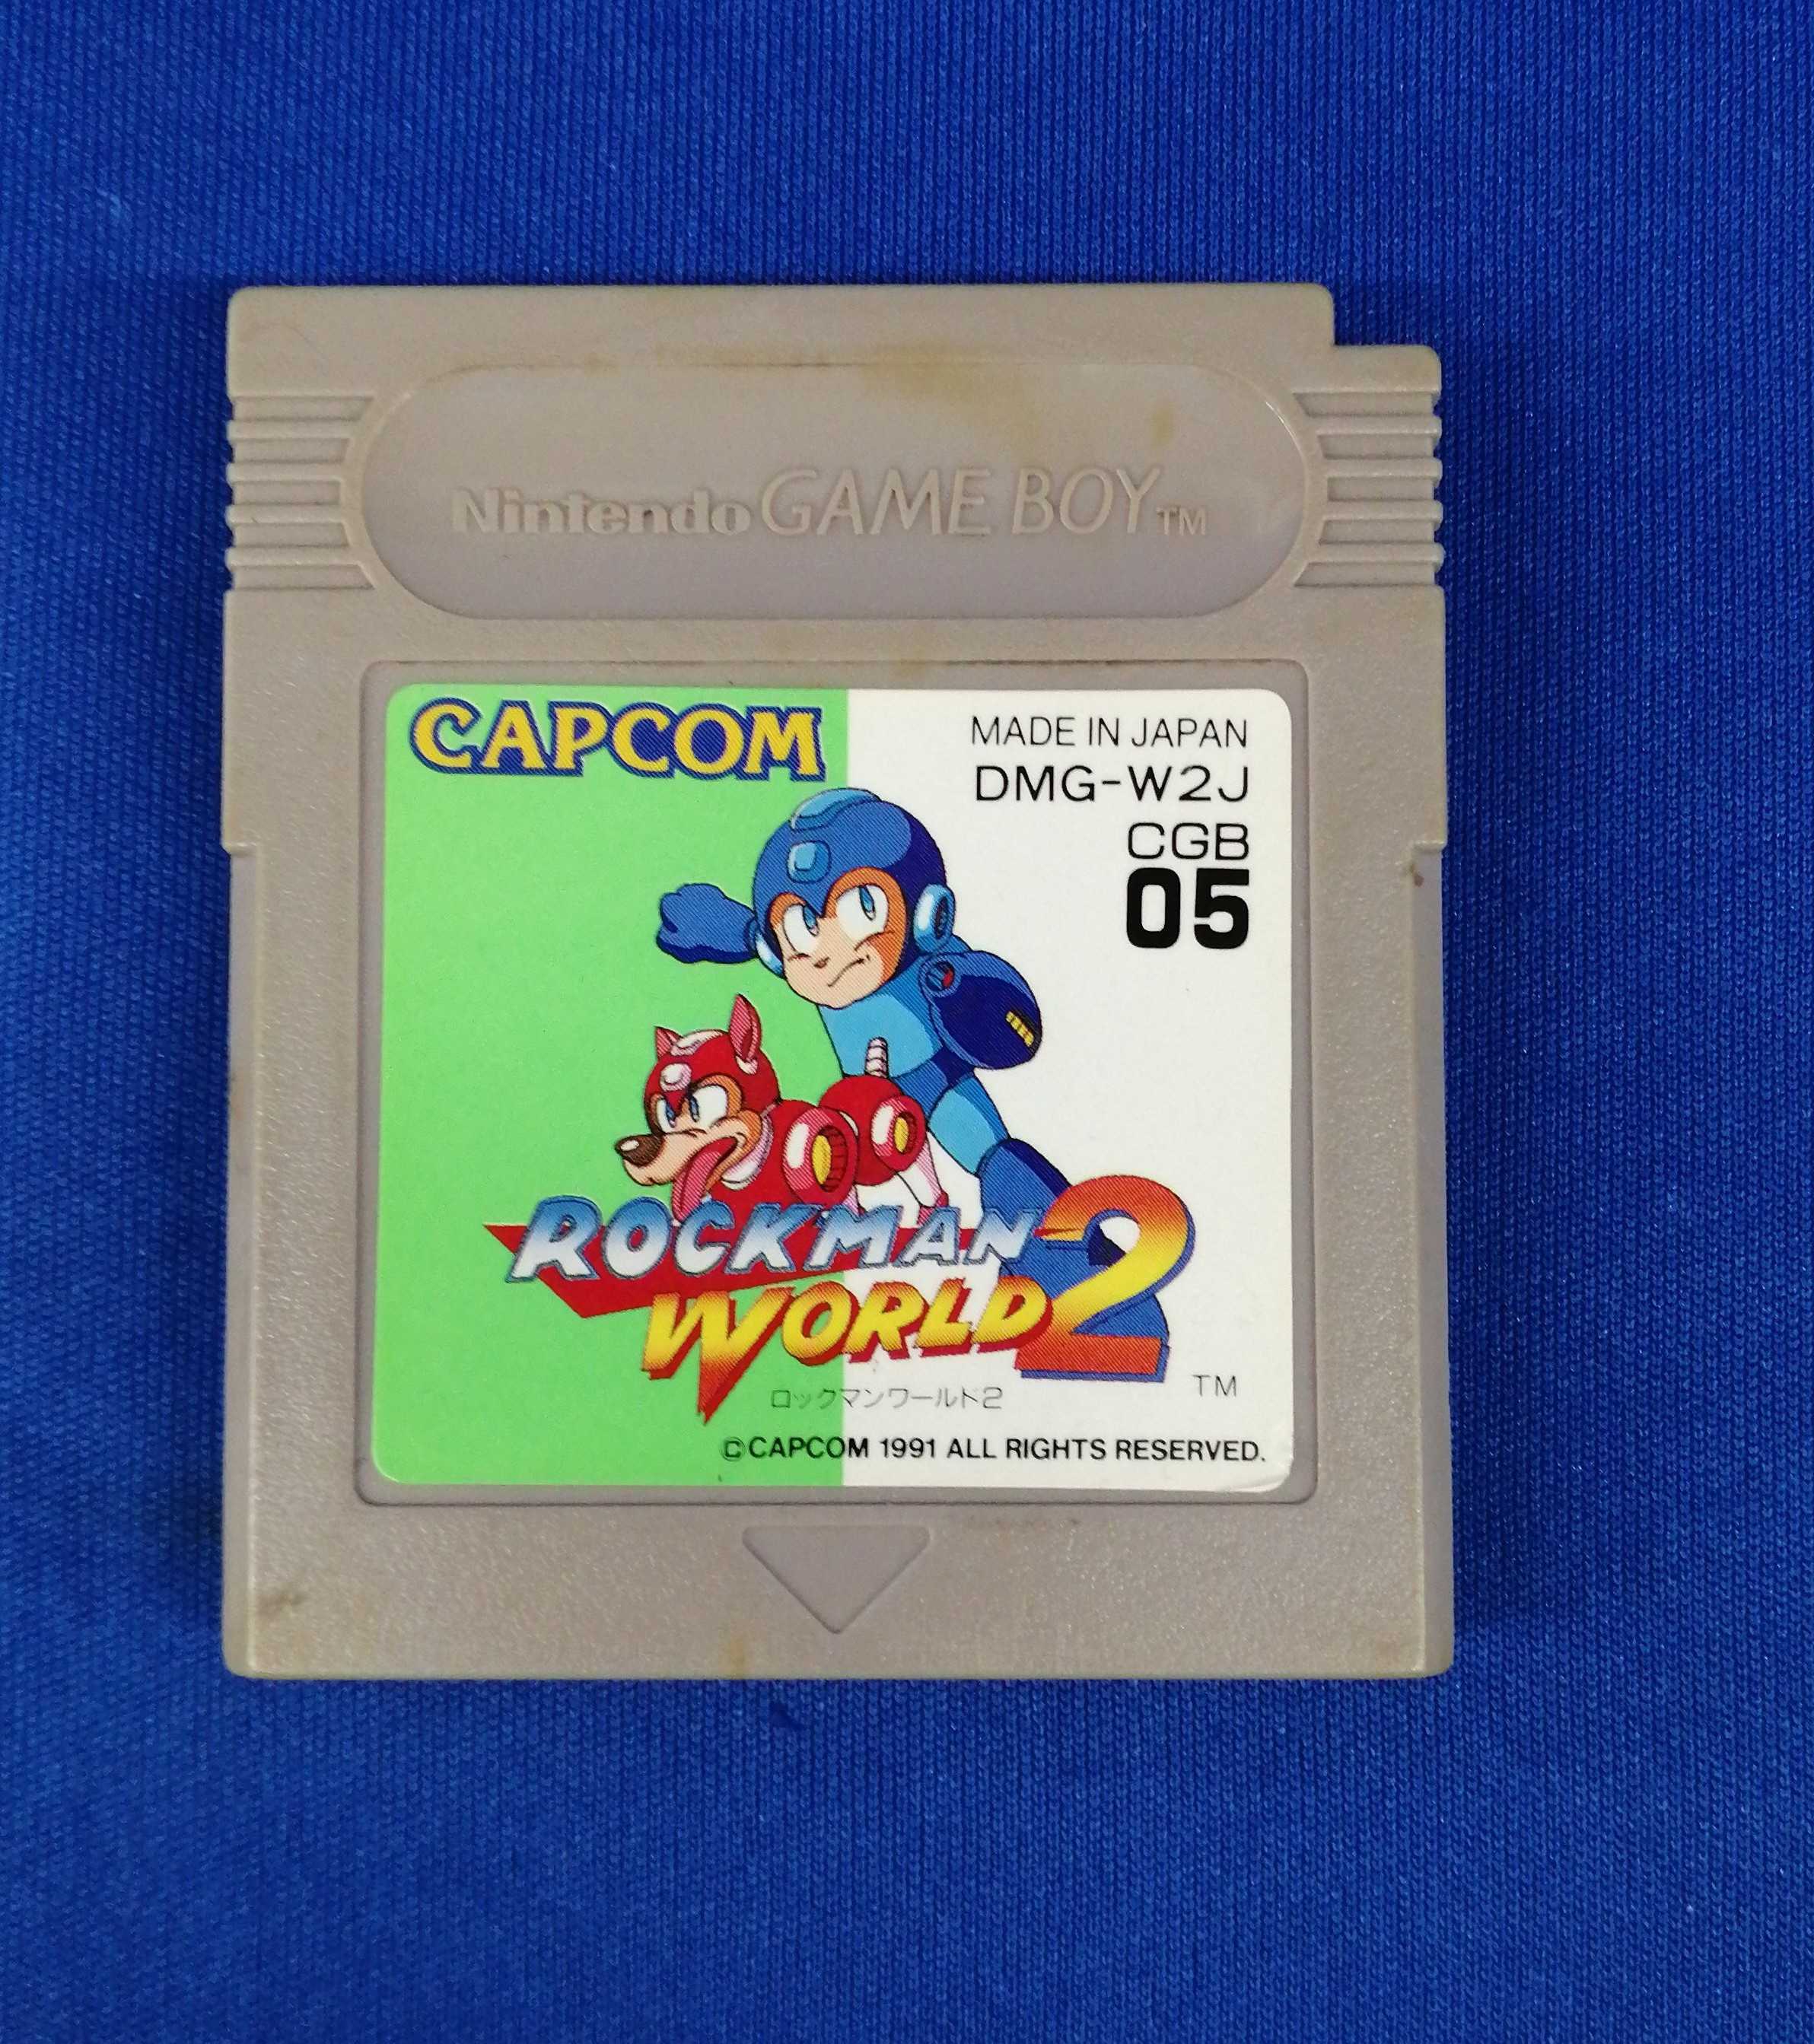 Nintendo GAME BOY TM
CAPCOM
MADE IN JAPAN
DMG-W2J
CGB
05
ROCKMAN
WORLD 2
TM
ロックマンワールド2
©CAPCOM 1991 ALL RIGHTS RESERVED.